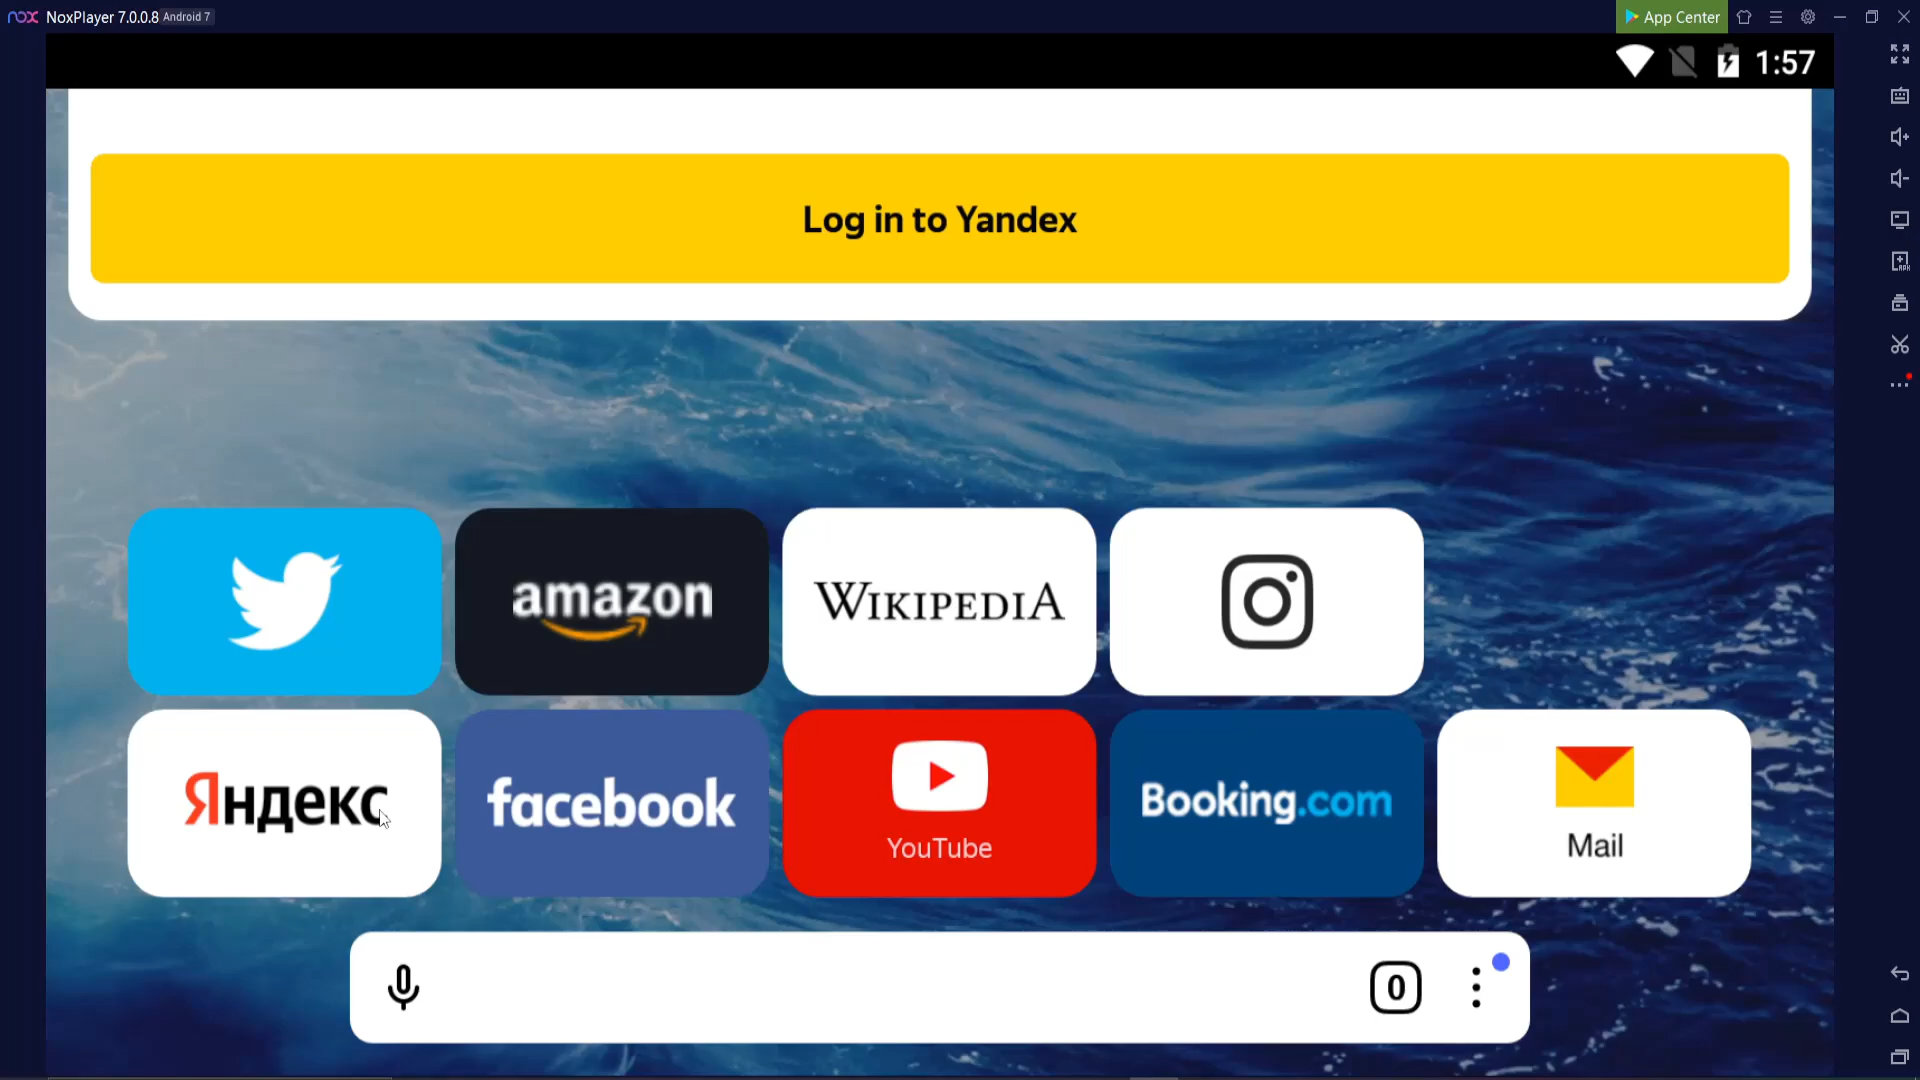 nox NoxPlayer 7.0.0.8 Android 7
App Center
1:57
Log in to Yandex
amazon
WIKIPEDIA
Яндекс
facebook
YouTube
Booking.com
Mail
0